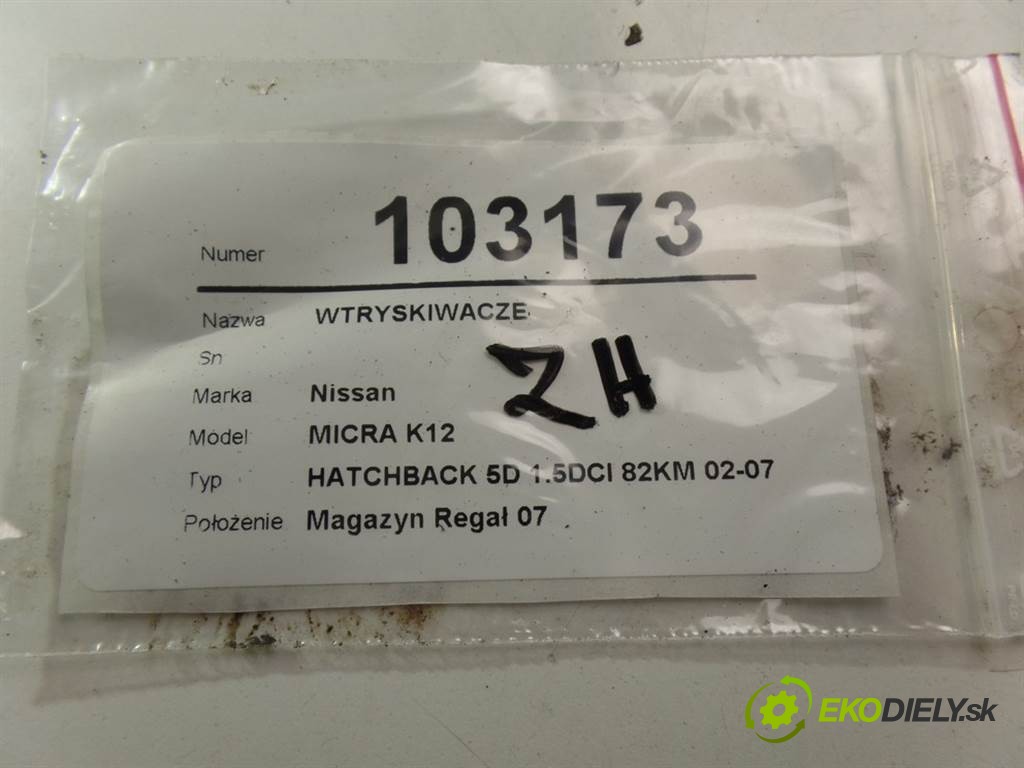 Numer 103173
Nazwa WTRYSKIWACZE
Sn
Marka Nissan
ZH
Model MICRA K12
Typ HATCHBACK 5D 1.5DCI 82KM 02-07
Położenie Magazyn Regał 07
EKODIELY.sk